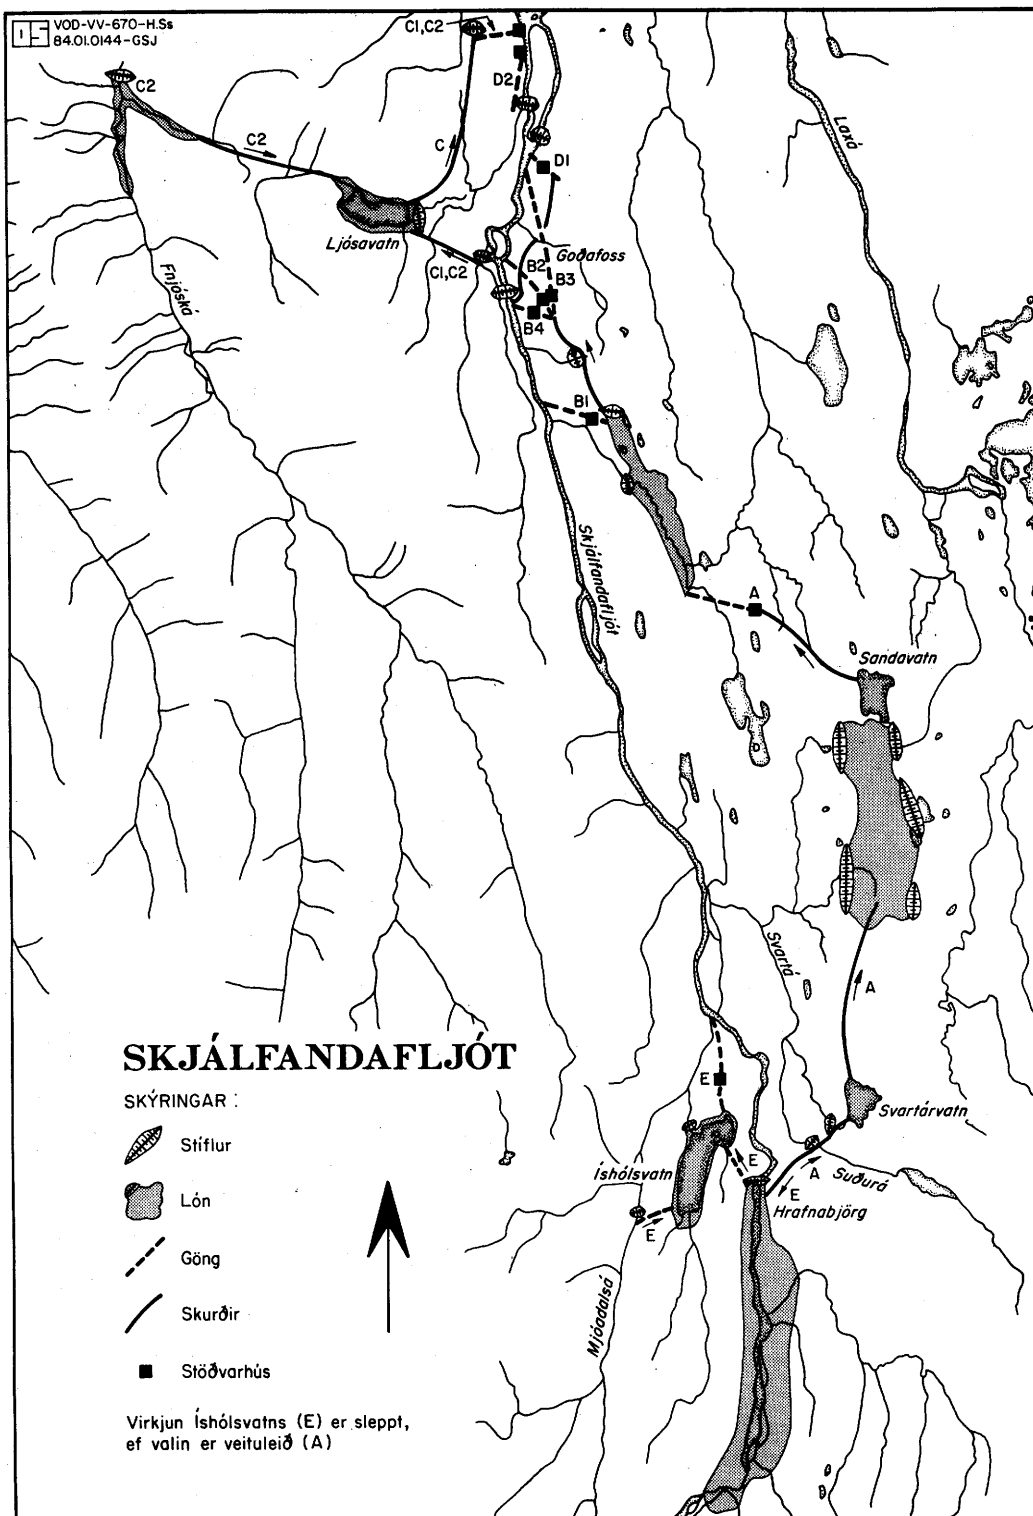 OS VOD-VV-670-H.Ss
84.01.0144-GSJ
C1,C2
C2
D2
C2
C
D1
Laxá
Ljósavatn
Goðafoss
C1,C2
B2
B3
B4
Fnjóská
B1
Skjálfandafljót
A
Sandavatn
Svartá
A
SKJÁLFANDAFLJÓT
SKÝRINGAR :
Stíflur
Lón
Göng
Skurðir
Stöðvarhús
Virkjun Íshólsvatns (E) er sleppt,
ef valin er veituleið (A)
E
Svartárvatn
Íshólsvatn
E
A
Suðurá
E
Hrafnabjörg
E
Mjóadalsá